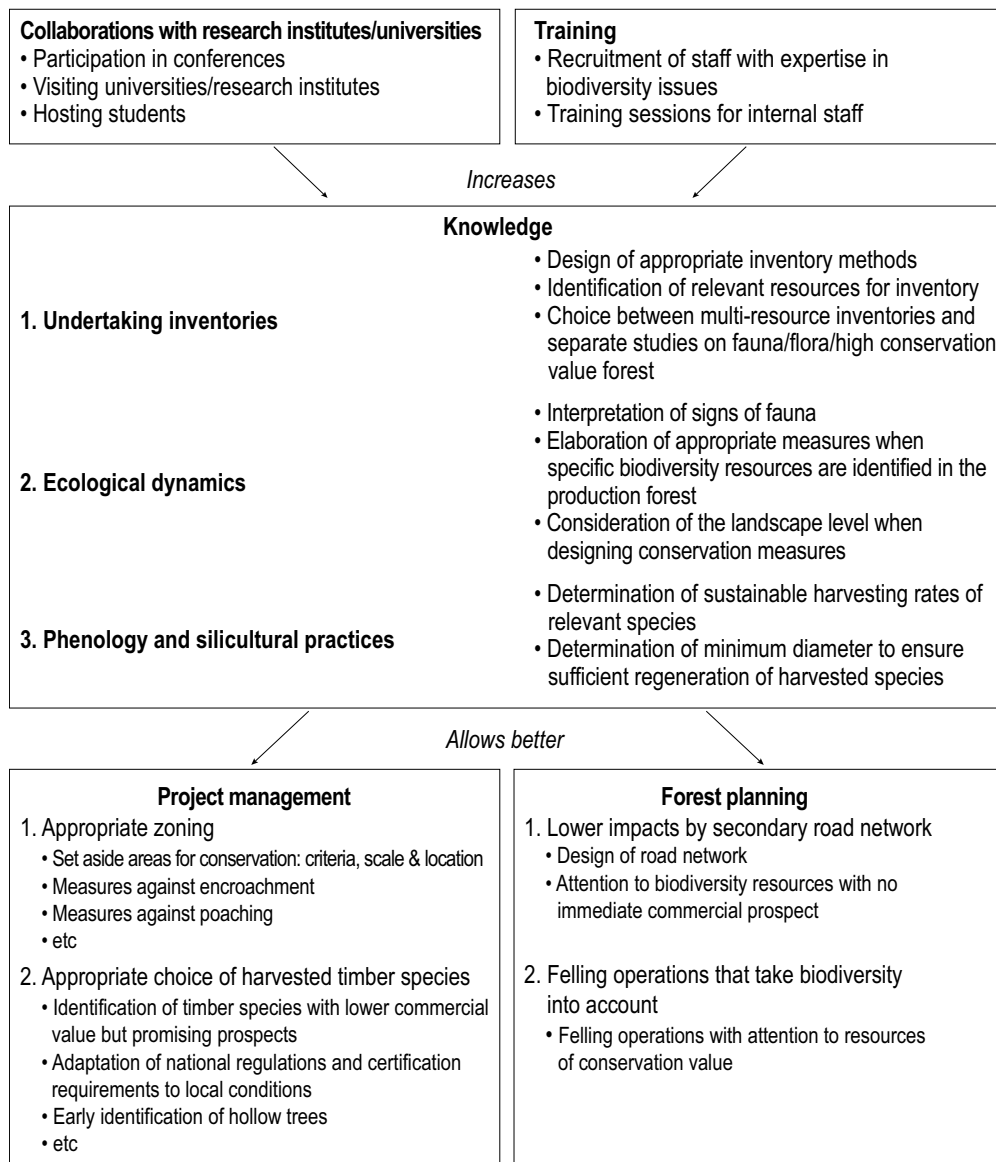 Collaborations with research institutes/universities
• Participation in conferences
• Visiting universities/research institutes
• Hosting students
Training
• Recruitment of staff with expertise in
biodiversity issues
• Training sessions for internal staff
Increases
Knowledge
1. Undertaking inventories
• Design of appropriate inventory methods
• Identification of relevant resources for inventory
• Choice between multi-resource inventories and
separate studies on fauna/flora/high conservation
value forest
2. Ecological dynamics
• Interpretation of signs of fauna
• Elaboration of appropriate measures when
specific biodiversity resources are identified in the
production forest
• Consideration of the landscape level when
designing conservation measures
3. Phenology and silicultural practices
• Determination of sustainable harvesting rates of
relevant species
• Determination of minimum diameter to ensure
sufficient regeneration of harvested species
Allows better
Project management
1. Appropriate zoning
• Set aside areas for conservation: criteria, scale & location
• Measures against encroachment
• Measures against poaching
• etc
2. Appropriate choice of harvested timber species
• Identification of timber species with lower commercial
value but promising prospects
• Adaptation of national regulations and certification
requirements to local conditions
• Early identification of hollow trees
• etc
Forest planning
1. Lower impacts by secondary road network
• Design of road network
• Attention to biodiversity resources with no
immediate commercial prospect
2. Felling operations that take biodiversity
into account
• Felling operations with attention to resources
of conservation value